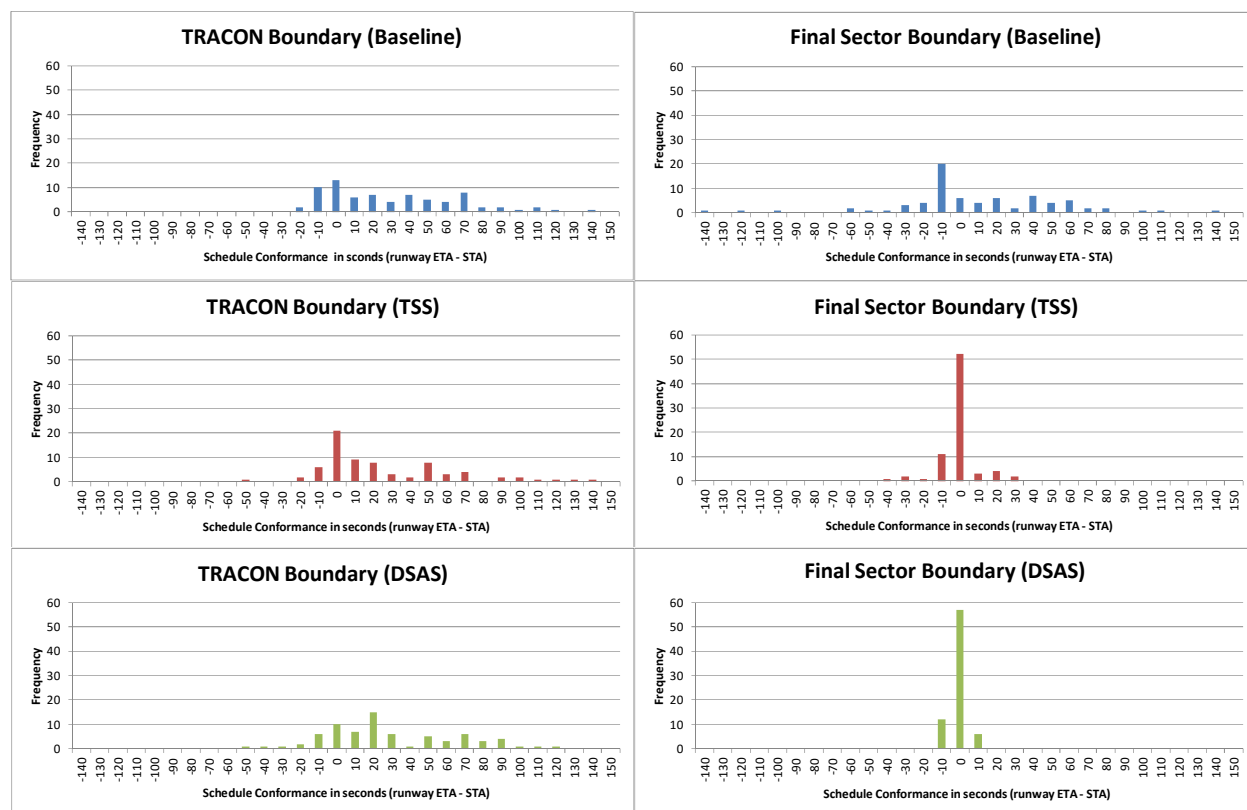 TRACON Boundary (Baseline)
60
50
40
30
20
10
0
Frequency
-140 -130 -120 -110 -100 -90 -80 -70 -60 -50 -40 -30 -20 -10 0 10 20 30 40 50 60 70 80 90 100 110 120 130 140 150
Schedule Conformance in sconds (runway ETA - STA)
Final Sector Boundary (Baseline)
60
50
40
30
20
10
0
Frequency
-140 -130 -120 -110 -100 -90 -80 -70 -60 -50 -40 -30 -20 -10 0 10 20 30 40 50 60 70 80 90 100 110 120 130 140 150
Schedule Conformance in sconds (runway ETA - STA)
TRACON Boundary (TSS)
60
50
40
30
20
10
0
Frequency
-140 -130 -120 -110 -100 -90 -80 -70 -60 -50 -40 -30 -20 -10 0 10 20 30 40 50 60 70 80 90 100 110 120 130 140 150
Schedule Conformance in seconds (runway ETA - STA)
Final Sector Boundary (TSS)
60
50
40
30
20
10
0
Frequency
-140 -130 -120 -110 -100 -90 -80 -70 -60 -50 -40 -30 -20 -10 0 10 20 30 40 50 60 70 80 90 100 110 120 130 140 150
Schedule Conformance in seconds (runway ETA - STA)
TRACON Boundary (DSAS)
60
50
40
30
20
10
0
Frequency
-140 -130 -120 -110 -100 -90 -80 -70 -60 -50 -40 -30 -20 -10 0 10 20 30 40 50 60 70 80 90 100 110 120 130 140 150
Schedule Conformance in seconds (runway ETA - STA)
Final Sector Boundary (DSAS)
60
50
40
30
20
10
0
Frequency
-140 -130 -120 -110 -100 -90 -80 -70 -60 -50 -40 -30 -20 -10 0 10 20 30 40 50 60 70 80 90 100 110 120 130 140 150
Schedule Conformance in seconds (runway ETA - STA)